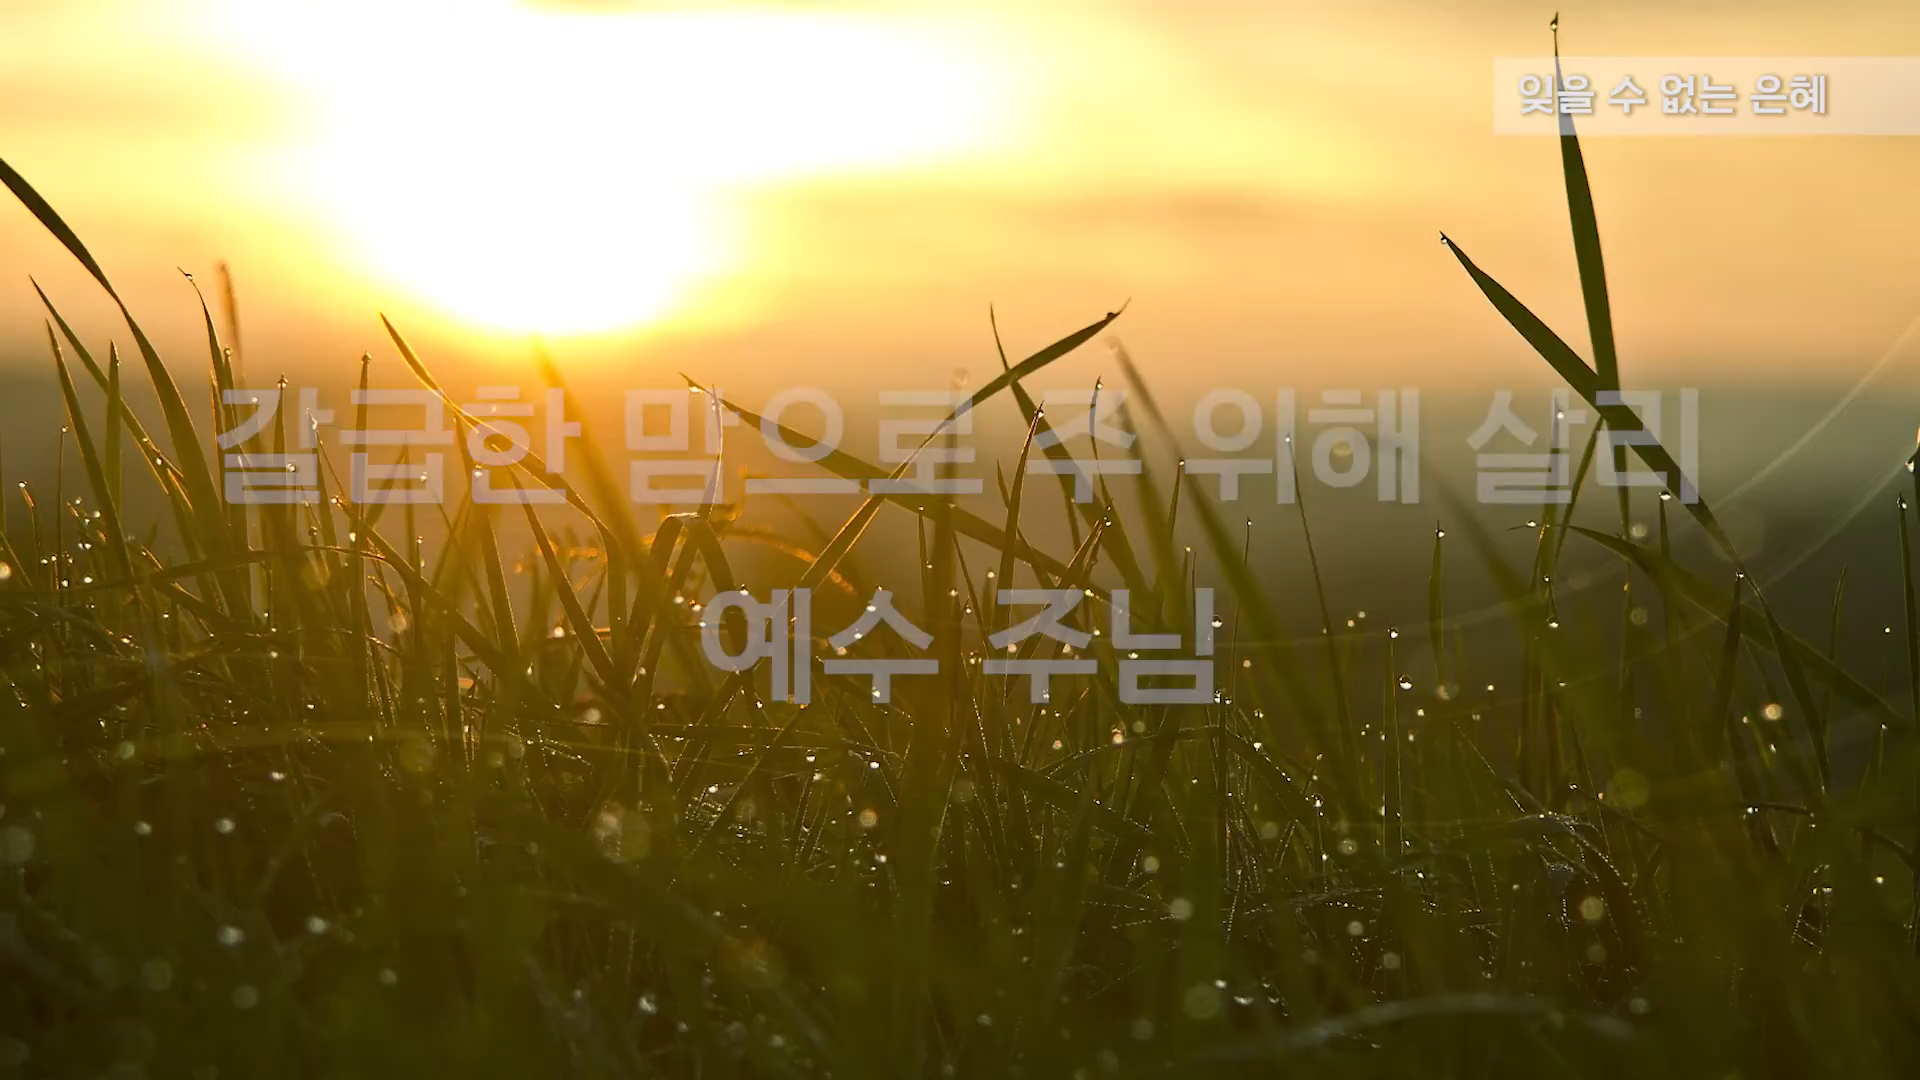 잊을 수 없는 은혜
갈급한 맘으로 주 위해 살리
예수 주님